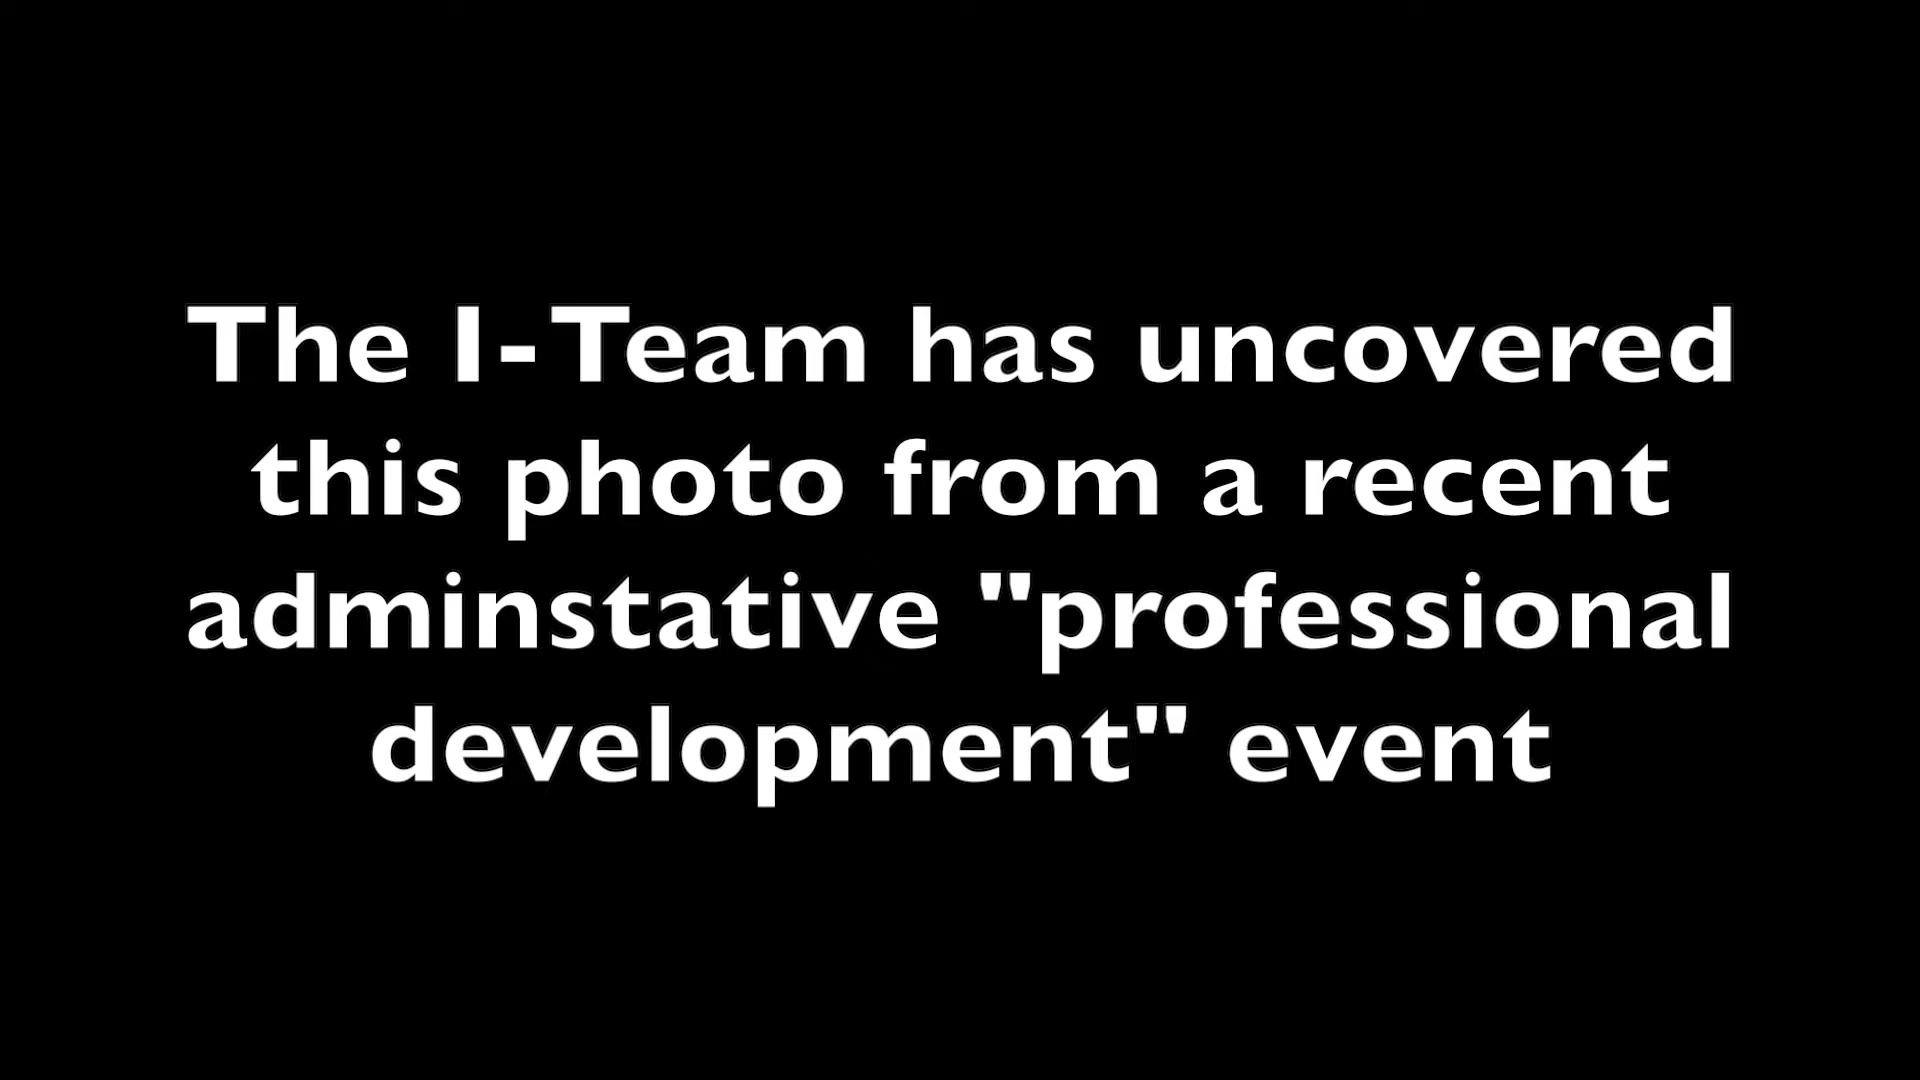 The I-Team has uncovered
this photo from a recent
adminstative "professional
development" event